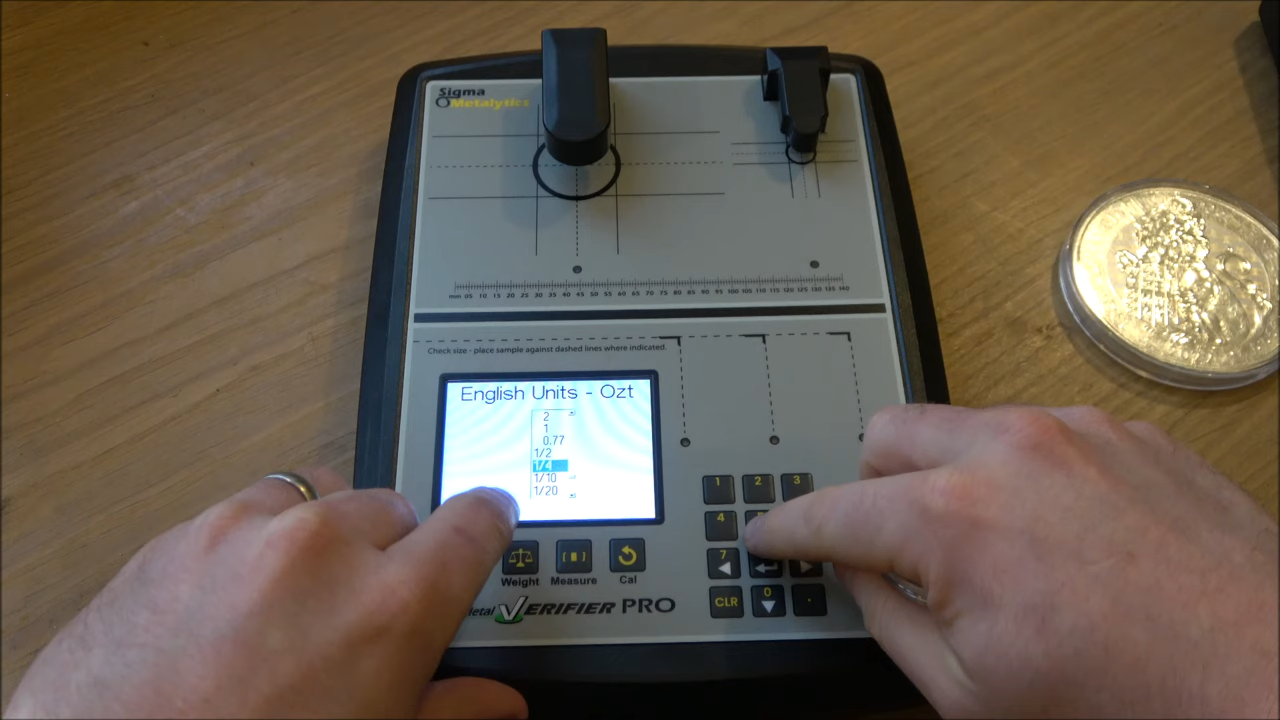 Sigma
Metalytics
mm 05 10 15 20 25 30 35 40 45 50 55 60 65 70 75 80 85 90 95 100 105 110 115 120 125 130 135 140
Check size - place sample against dashed lines where indicated.
English Units - Ozt
2
1
0.77
1/2
1/4
1/10
1/20
1 2 3
4
7
CLR 0 .
Weight Measure Cal
VERIFIER PRO